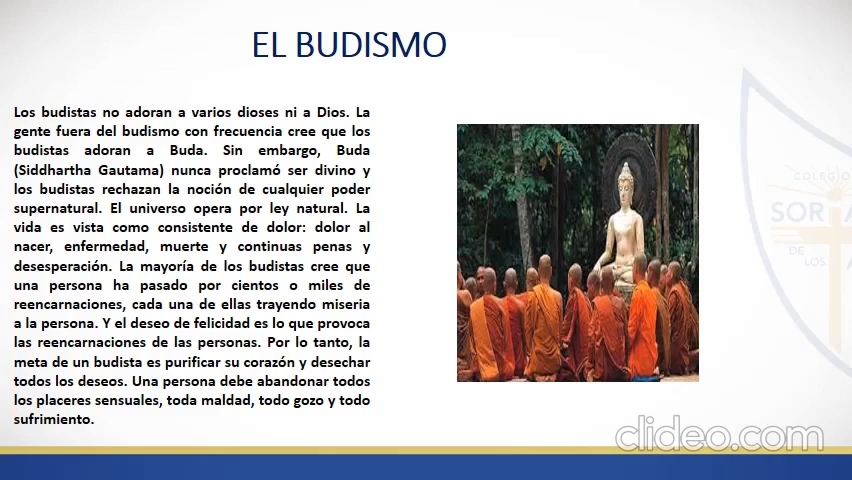 EL BUDISMO
Los budistas no adoran a varios dioses ni a Dios. La
gente fuera del budismo con frecuencia cree que los
budistas adoran a Buda. Sin embargo, Buda
(Siddhartha Gautama) nunca proclamó ser divino y
los budistas rechazan la noción de cualquier poder
supernatural. El universo opera por ley natural. La
vida es vista como consistente de dolor: dolor al
nacer, enfermedad, muerte y continuas penas y
desesperación. La mayoría de los budistas cree que
una persona ha pasado por cientos o miles de
reencarnaciones, cada una de ellas trayendo miseria
a la persona. Y el deseo de felicidad es lo que provoca
las reencarnaciones de las personas. Por lo tanto, la
meta de un budista es purificar su corazón y desechar
todos los deseos. Una persona debe abandonar todos
los placeres sensuales, toda maldad, todo gozo y todo
sufrimiento.
COLEGIO
SOR
DE LOS
clideo.com